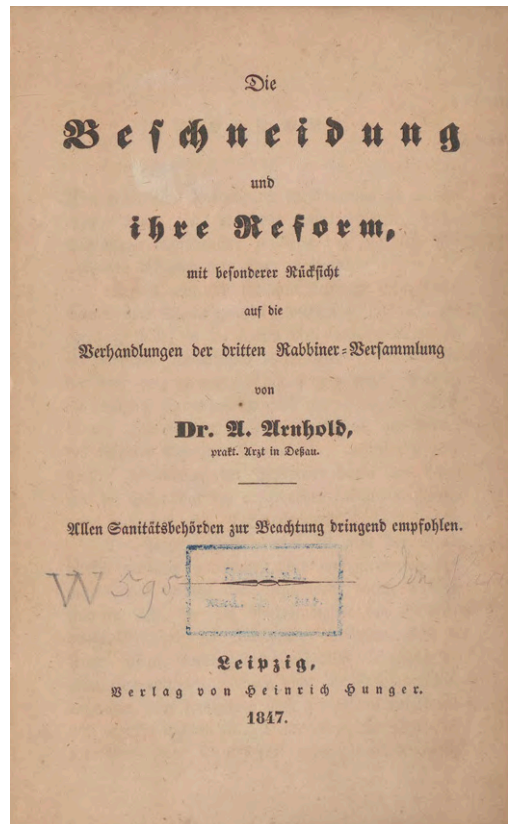 Die
Beschneidung
und
ihre Reform,
mit besonderer Rücksicht
auf die
Verhandlungen der dritten Rabbiner-Versammlung
von
Dr. A. Arnhold,
prakt. Arzt in Deßau.
Allen Sanitätsbehörden zur Beachtung dringend empfohlen.
W 595
Leipzig,
Verlag von Heinrich Hunger.
1847.